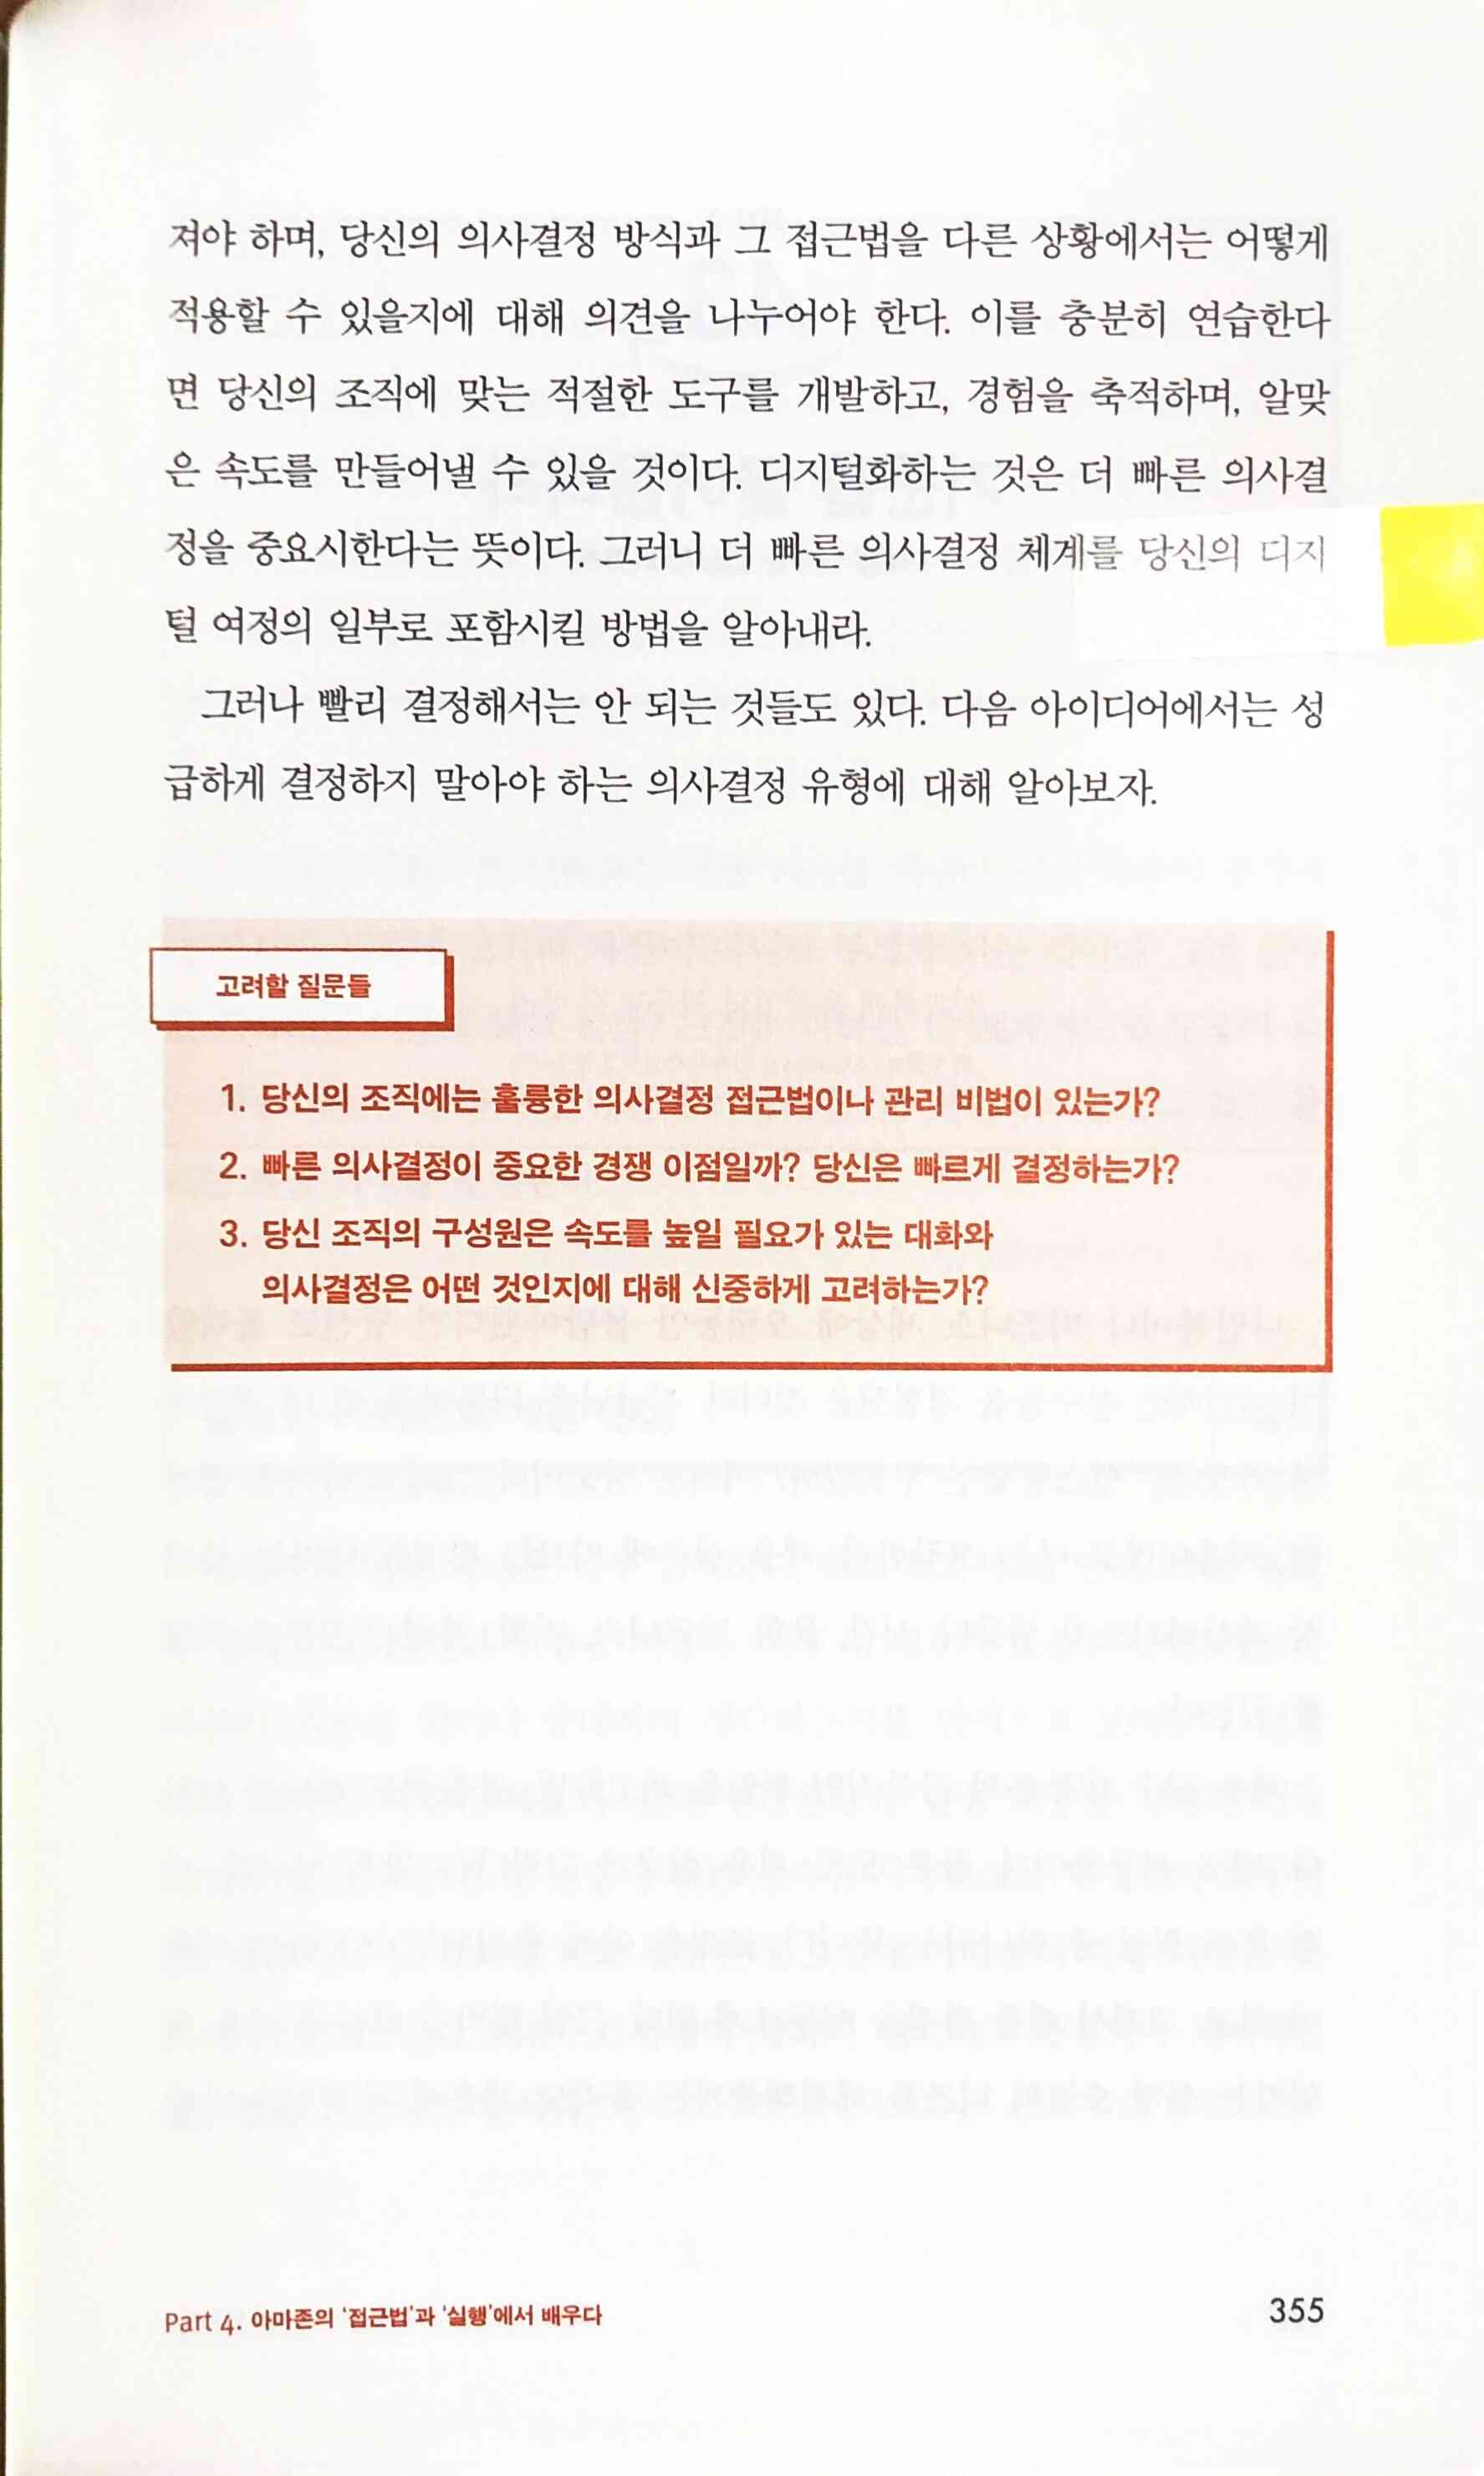 져야 하며, 당신의 의사결정 방식과 그 접근법을 다른 상황에서는 어떻게
적용할 수 있을지에 대해 의견을 나누어야 한다. 이를 충분히 연습한다
면 당신의 조직에 맞는 적절한 도구를 개발하고, 경험을 축적하며, 알맞
은 속도를 만들어낼 수 있을 것이다. 디지털화하는 것은 더 빠른 의사결
정을 중요시한다는 뜻이다. 그러니 더 빠른 의사결정 체계를 당신의 디지
털 여정의 일부로 포함시킬 방법을 알아내라.
그러나 빨리 결정해서는 안 되는 것들도 있다. 다음 아이디어에서는 성
급하게 결정하지 말아야 하는 의사결정 유형에 대해 알아보자.
고려할 질문들
1. 당신의 조직에는 훌륭한 의사결정 접근법이나 관리 비법이 있는가?
2. 빠른 의사결정이 중요한 경쟁 이점일까? 당신은 빠르게 결정하는가?
3. 당신 조직의 구성원은 속도를 높일 필요가 있는 대화와
의사결정은 어떤 것인지에 대해 신중하게 고려하는가?
Part 4. 아마존의 '접근법'과 '실행'에서 배우다
355